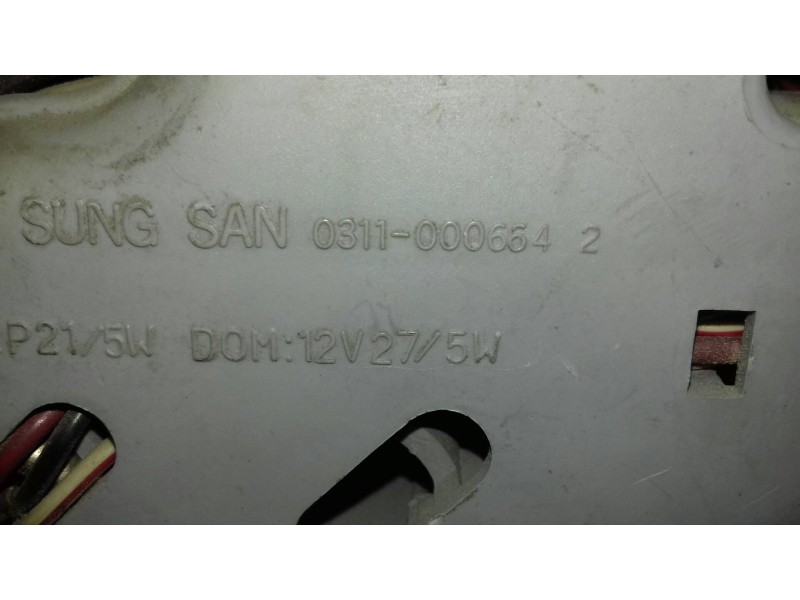 SUNG SAN 0311-000664 2
P21/5W DOM:12V27/5W